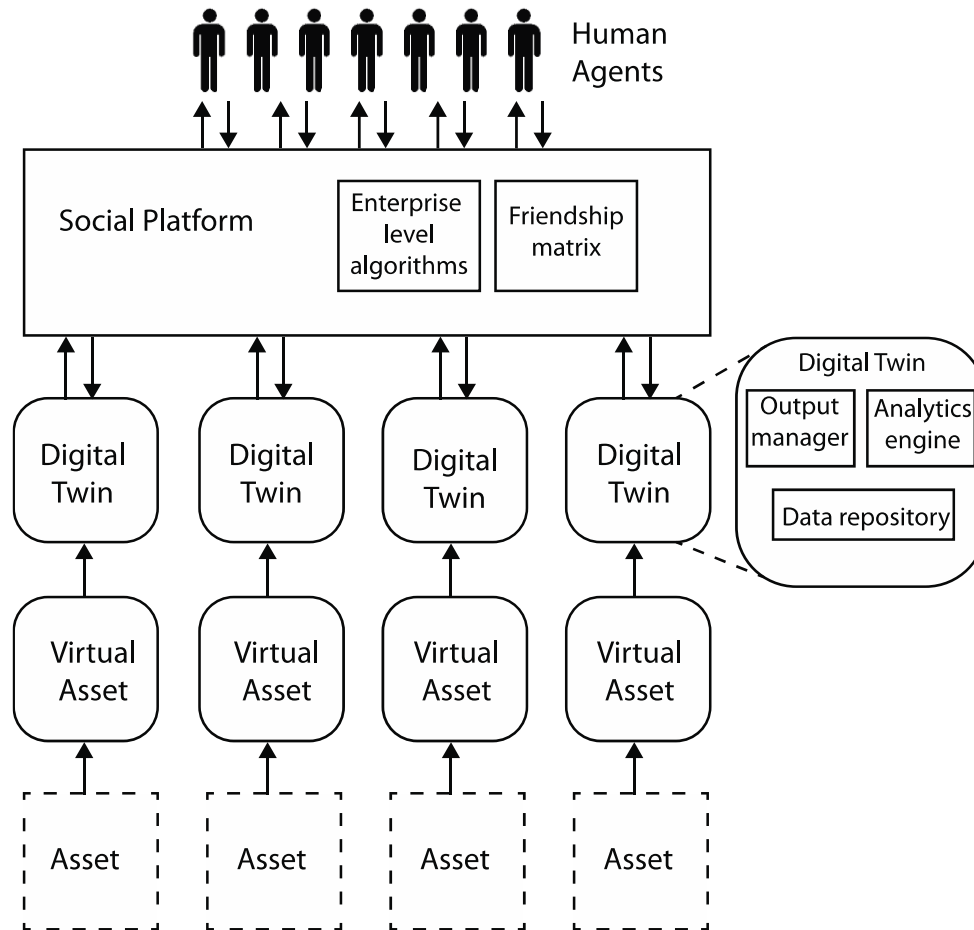 Human
Agents
Social Platform
Enterprise
level
algorithms
Friendship
matrix
Digital Twin
Output
manager
Analytics
engine
Data repository
Digital
Twin
Digital
Twin
Digital
Twin
Digital
Twin
Virtual
Asset
Virtual
Asset
Virtual
Asset
Virtual
Asset
Asset
Asset
Asset
Asset